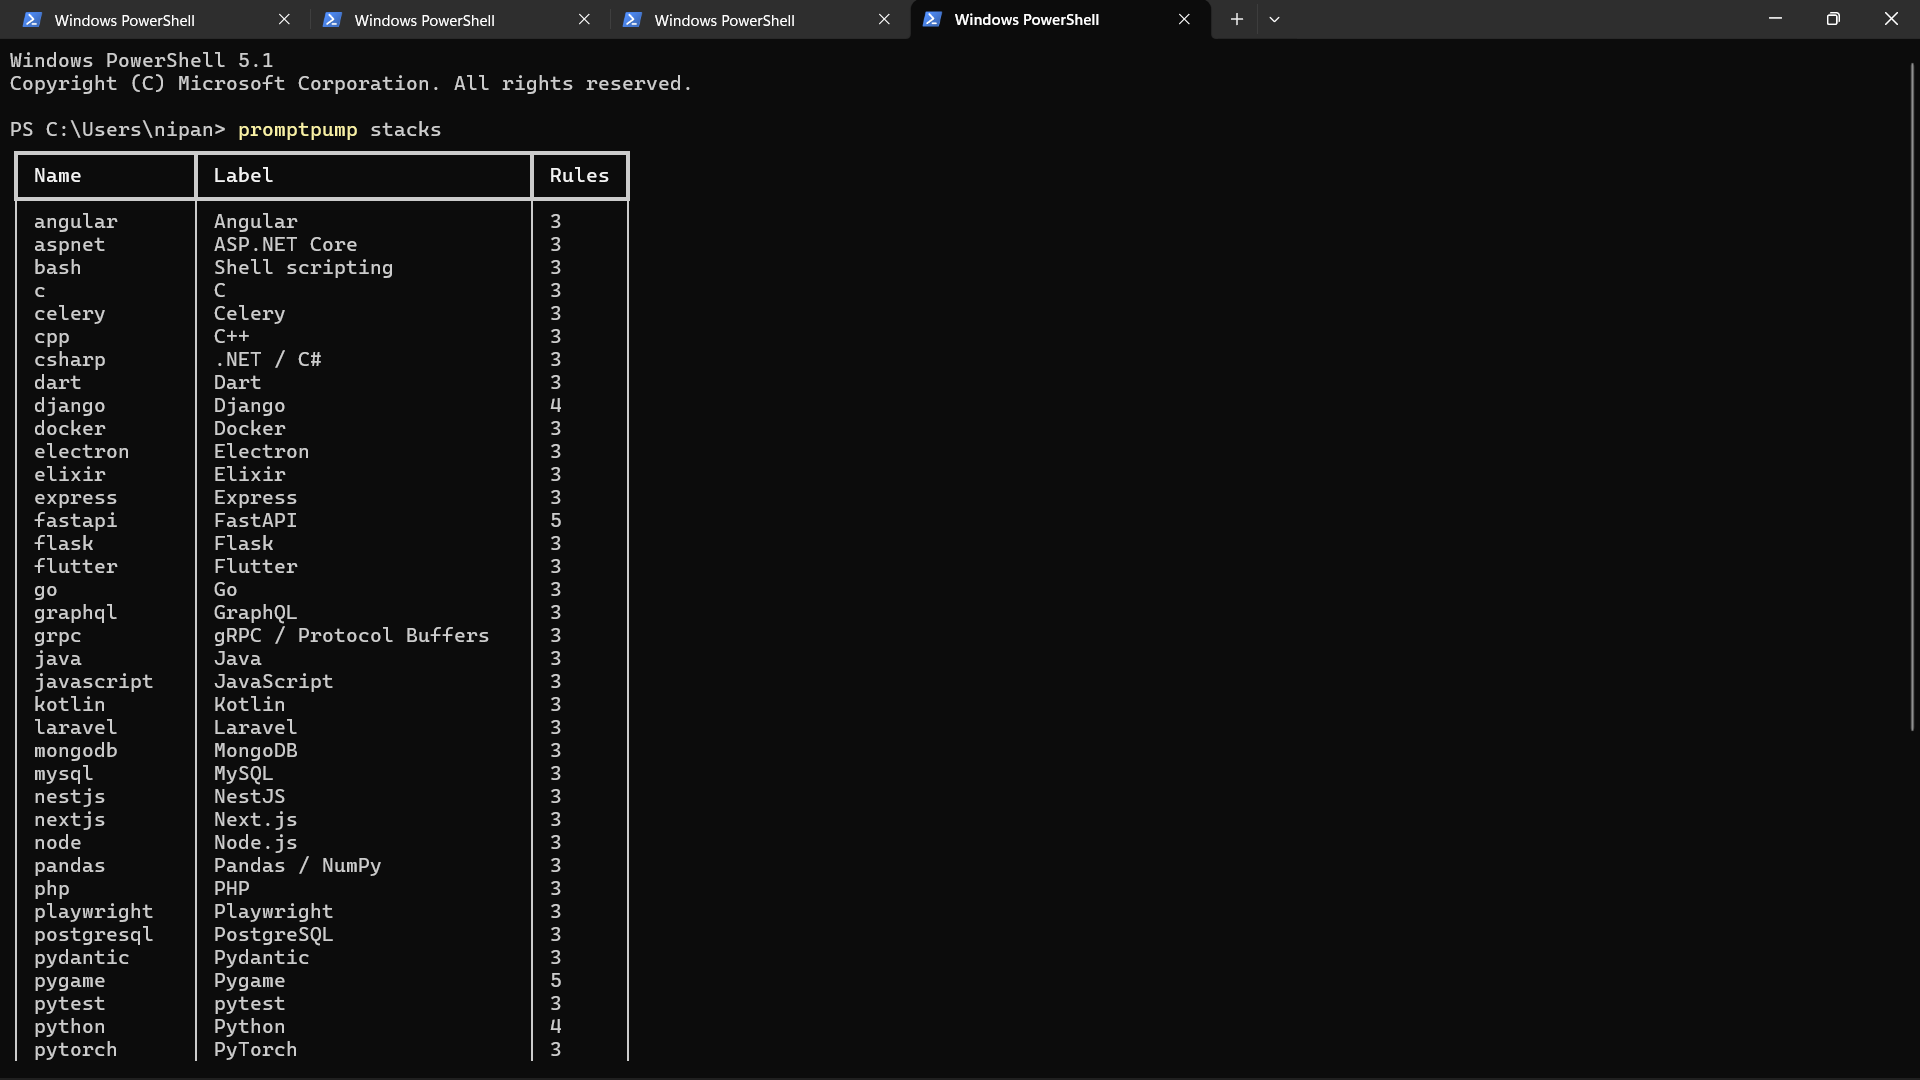 Windows PowerShell Windows PowerShell Windows PowerShell Windows PowerShell
Windows PowerShell 5.1
Copyright (C) Microsoft Corporation. All rights reserved.
PS C:\Users\nipan> promptpump stacks
Name Label Rules
angular Angular 3
aspnet ASP.NET Core 3
bash Shell scripting 3
c C 3
celery Celery 3
cpp C++ 3
csharp .NET / C# 3
dart Dart 3
django Django 4
docker Docker 3
electron Electron 3
elixir Elixir 3
express Express 3
fastapi FastAPI 5
flask Flask 3
flutter Flutter 3
go Go 3
graphql GraphQL 3
grpc gRPC / Protocol Buffers 3
java Java 3
javascript JavaScript 3
kotlin Kotlin 3
laravel Laravel 3
mongodb MongoDB 3
mysql MySQL 3
nestjs NestJS 3
nextjs Next.js 3
node Node.js 3
pandas Pandas / NumPy 3
php PHP 3
playwright Playwright 3
postgresql PostgreSQL 3
pydantic Pydantic 3
pygame Pygame 5
pytest pytest 3
python Python 4
pytorch PyTorch 3